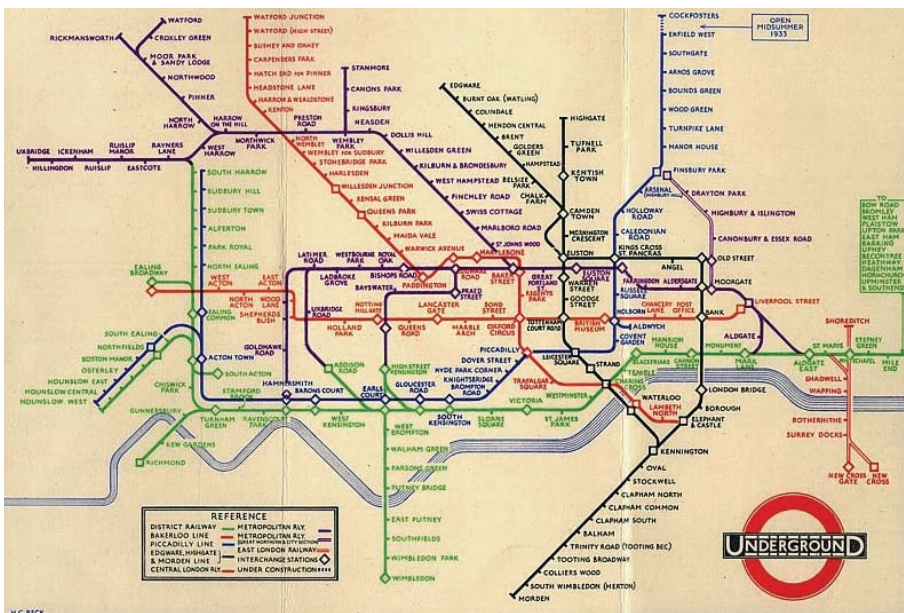 WATFORD
CROXLEY GREEN
RICKMANSWORTH
MOOR PARK
& SANDY LODGE
NORTHWOOD
PINNER
NORTH
HARROW
HARROW
ON THE HILL
NORTHWICK
PARK
PRESTON
ROAD
WEMBLEY
PARK
STANMORE
CANONS PARK
KINGSBURY
NEASDEN
DOLLIS HILL
WILLESDEN GREEN
KILBURN & BRONDESBURY
WEST HAMPSTEAD
FINCHLEY ROAD
SWISS COTTAGE
MARLBORO ROAD
ST JOHNS WOOD
UXBRIDGE
ICKENHAM
RUISLIP
MANOR
RAYNERS
LANE
WEST
HARROW
HILLINGDON
RUISLIP
EASTCOTE
WATFORD JUNCTION
WATFORD (HIGH STREET)
BUSHEY AND OXHEY
CARPENDERS PARK
HATCH END FOR PINNER
HEADSTONE LANE
HARROW & WEALDSTONE
KENTON
NORTH
WEMBLEY
WEMBLEY FOR SUDBURY
STONEBRIDGE PARK
HARLESDEN
WILLESDEN JUNCTION
KENSAL GREEN
QUEENS PARK
KILBURN PARK
MAIDA VALE
WARWICK AVENUE
PADDINGTON
MARYLEBONE
EDGWARE
BURNT OAK (WATLING)
COLINDALE
HENDON CENTRAL
BRENT
GOLDERS
GREEN
HAMPSTEAD
BELSIZE
PARK
CHALK
FARM
CAMDEN
TOWN
HIGHGATE
TUFNELL
PARK
KENTISH
TOWN
MORNINGTON
CRESCENT
EUSTON
COCKFOSTERS
ENFIELD WEST
OPEN
MIDSUMMER
1933
SOUTHGATE
ARNOS GROVE
BOUNDS GREEN
WOOD GREEN
TURNPIKE LANE
MANOR HOUSE
FINSBURY
PARK
ARSENAL
(HIGHBURY HILL)
HOLLOWAY
ROAD
CALEDONIAN
ROAD
KINGS CROSS
ST. PANCRAS
DRAYTON PARK
HIGHBURY & ISLINGTON
CANONBURY & ESSEX ROAD
OLD STREET
MOORGATE
ANGEL
TO
BOW ROAD
BROMLEY
WEST HAM
PLAISTOW
UPTON PARK
EAST HAM
BARKING
UPNEY
BECONTREE
HEATHWAY
DAGENHAM
HORNCHURCH
UPMINSTER
& SOUTHEND
SOUTH HARROW
SUDBURY HILL
SUDBURY TOWN
ALPERTON
PARK ROYAL
NORTH EALING
EALING
BROADWAY
WEST
ACTON
EAST
ACTON
NORTH
ACTON
WOOD
LANE
SHEPHERDS
BUSH
EALING
COMMON
LATIMER
ROAD
LADBROKE
GROVE
WESTBOURNE
PARK
ROYAL
OAK
BISHOPS ROAD
EDGWARE
ROAD
BAKER
STREET
GREAT
PORTLAND
ST
REGENTS
PARK
EUSTON
SQUARE
FARRINGDON
ALDERSGATE
BAYSWATER
PRAED
STREET
WARREN
STREET
GOODGE
STREET
RUSSELL
SQUARE
LIVERPOOL STREET
UXBRIDGE
ROAD
HOLLAND
PARK
NOTTING
HILL GATE
QUEENS
ROAD
LANCASTER
GATE
MARBLE
ARCH
BOND
STREET
OXFORD
CIRCUS
TOTTENHAM
COURT ROAD
BRITISH
MUSEUM
HOLBORN
CHANCERY
LANE
POST
OFFICE
BANK
ALDWYCH
COVENT
GARDEN
GOLDHAWK
ROAD
ADDISON
ROAD
HIGH STREET
KENSINGTON
SOUTH EALING
NORTHFIELDS
BOSTON MANOR
OSTERLEY
HOUNSLOW EAST
HOUNSLOW CENTRAL
HOUNSLOW WEST
ACTON TOWN
SOUTH ACTON
CHISWICK
PARK
GUNNERSBURY
KEW GARDENS
RICHMOND
TURNHAM
GREEN
STAMFORD
BROOK
RAVENSCOURT
PARK
HAMMERSMITH
BARONS COURT
WEST
KENSINGTON
EARLS
COURT
GLOUCESTER
ROAD
SOUTH
KENSINGTON
PICCADILLY
DOVER STREET
HYDE PARK CORNER
KNIGHTSBRIDGE
BROMPTON
ROAD
LEICESTER
SQUARE
STRAND
TRAFALGAR
SQUARE
CHARING
CROSS
SLOANE
SQUARE
VICTORIA
ST JAMES
PARK
WESTMINSTER
TEMPLE
BLACKFRIARS
MANSION
HOUSE
CANNON
STREET
MONUMENT
MARK
LANE
ALDGATE
ALDGATE
EAST
ST MARYS
WHITECHAPEL
STEPNEY
GREEN
MILE
END
SHOREDITCH
SHADWELL
WAPPING
ROTHERHITHE
SURREY DOCKS
NEW CROSS
GATE
NEW
CROSS
WATERLOO
LAMBETH
NORTH
LONDON BRIDGE
BOROUGH
ELEPHANT
& CASTLE
KENNINGTON
OVAL
STOCKWELL
CLAPHAM NORTH
CLAPHAM COMMON
CLAPHAM SOUTH
BALHAM
TRINITY ROAD (TOOTING BEC)
TOOTING BROADWAY
COLLIERS WOOD
SOUTH WIMBLEDON (MERTON)
MORDEN
WEST
BROMPTON
WALHAM GREEN
PARSONS GREEN
PUTNEY BRIDGE
EAST PUTNEY
SOUTHFIELDS
WIMBLEDON PARK
WIMBLEDON
REFERENCE
DISTRICT RAILWAY
BAKERLOO LINE
PICCADILLY LINE
EDGWARE, HIGHGATE
& MORDEN LINE
CENTRAL LONDON RLY.
METROPOLITAN RLY.
METROPOLITAN RLY.
(GREAT NORTHERN & CITY SECTION)
EAST LONDON RAILWAY
INTERCHANGE STATIONS
UNDER CONSTRUCTION
UNDERGROUND
H.C. BECK